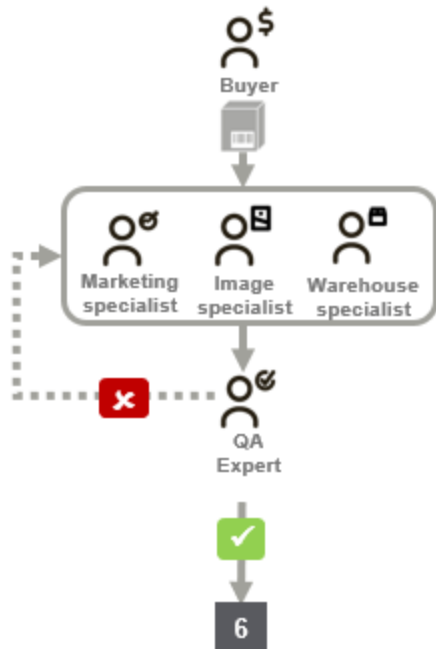 Buyer
Marketing
specialist
Image
specialist
Warehouse
specialist
QA
Expert
6